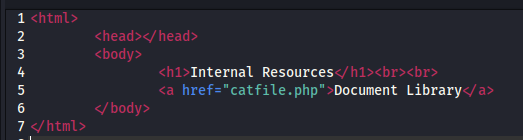 1 <html>
2 <head></head>
3 <body>
4 <h1>Internal Resources</h1><br><br>
5 <a href="catfile.php">Document Library</a>
6 </body>
7 </html>